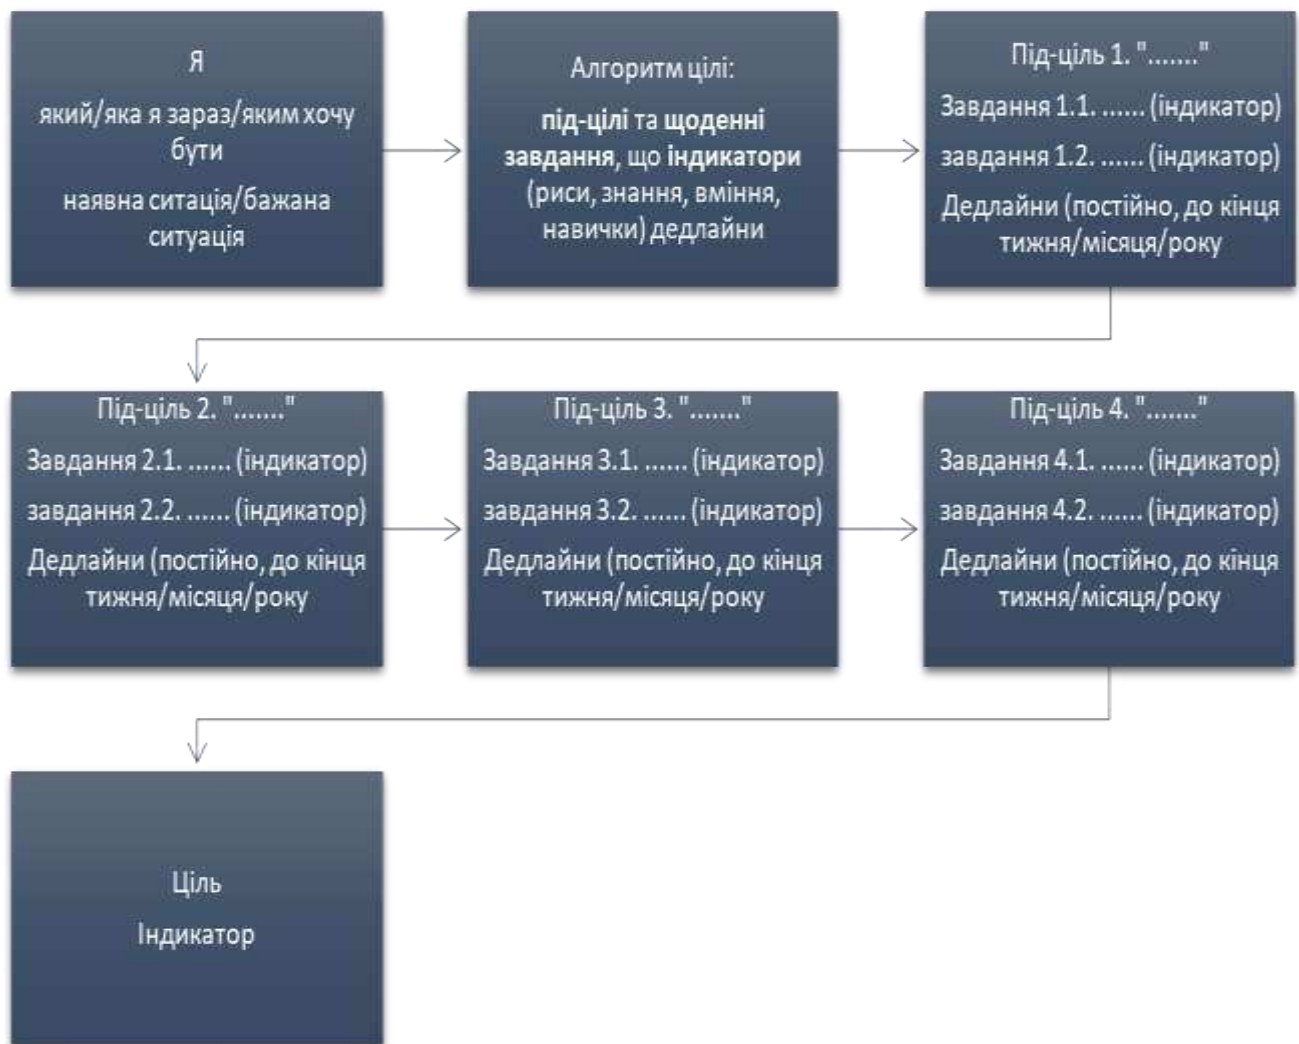 Я
який/яка я зараз/яким хочу
бути
наявна ситація/бажана
ситуація
Алгоритм цілі:
під-цілі та щоденні
завдання, що індикатори
(риси, знання, вміння,
навички) дедлайни
Під-ціль 1. "......."
Завдання 1.1. ...... (індикатор)
завдання 1.2. ...... (індикатор)
Дедлайни (постійно, до кінця
тижня/місяця/року
Під-ціль 2. "......."
Завдання 2.1. ...... (індикатор)
завдання 2.2. ...... (індикатор)
Дедлайни (постійно, до кінця
тижня/місяця/року
Під-ціль 3. "......."
Завдання 3.1. ...... (індикатор)
завдання 3.2. ...... (індикатор)
Дедлайни (постійно, до кінця
тижня/місяця/року
Під-ціль 4. "......."
Завдання 4.1. ...... (індикатор)
завдання 4.2. ...... (індикатор)
Дедлайни (постійно, до кінця
тижня/місяця/року
Ціль
Індикатор